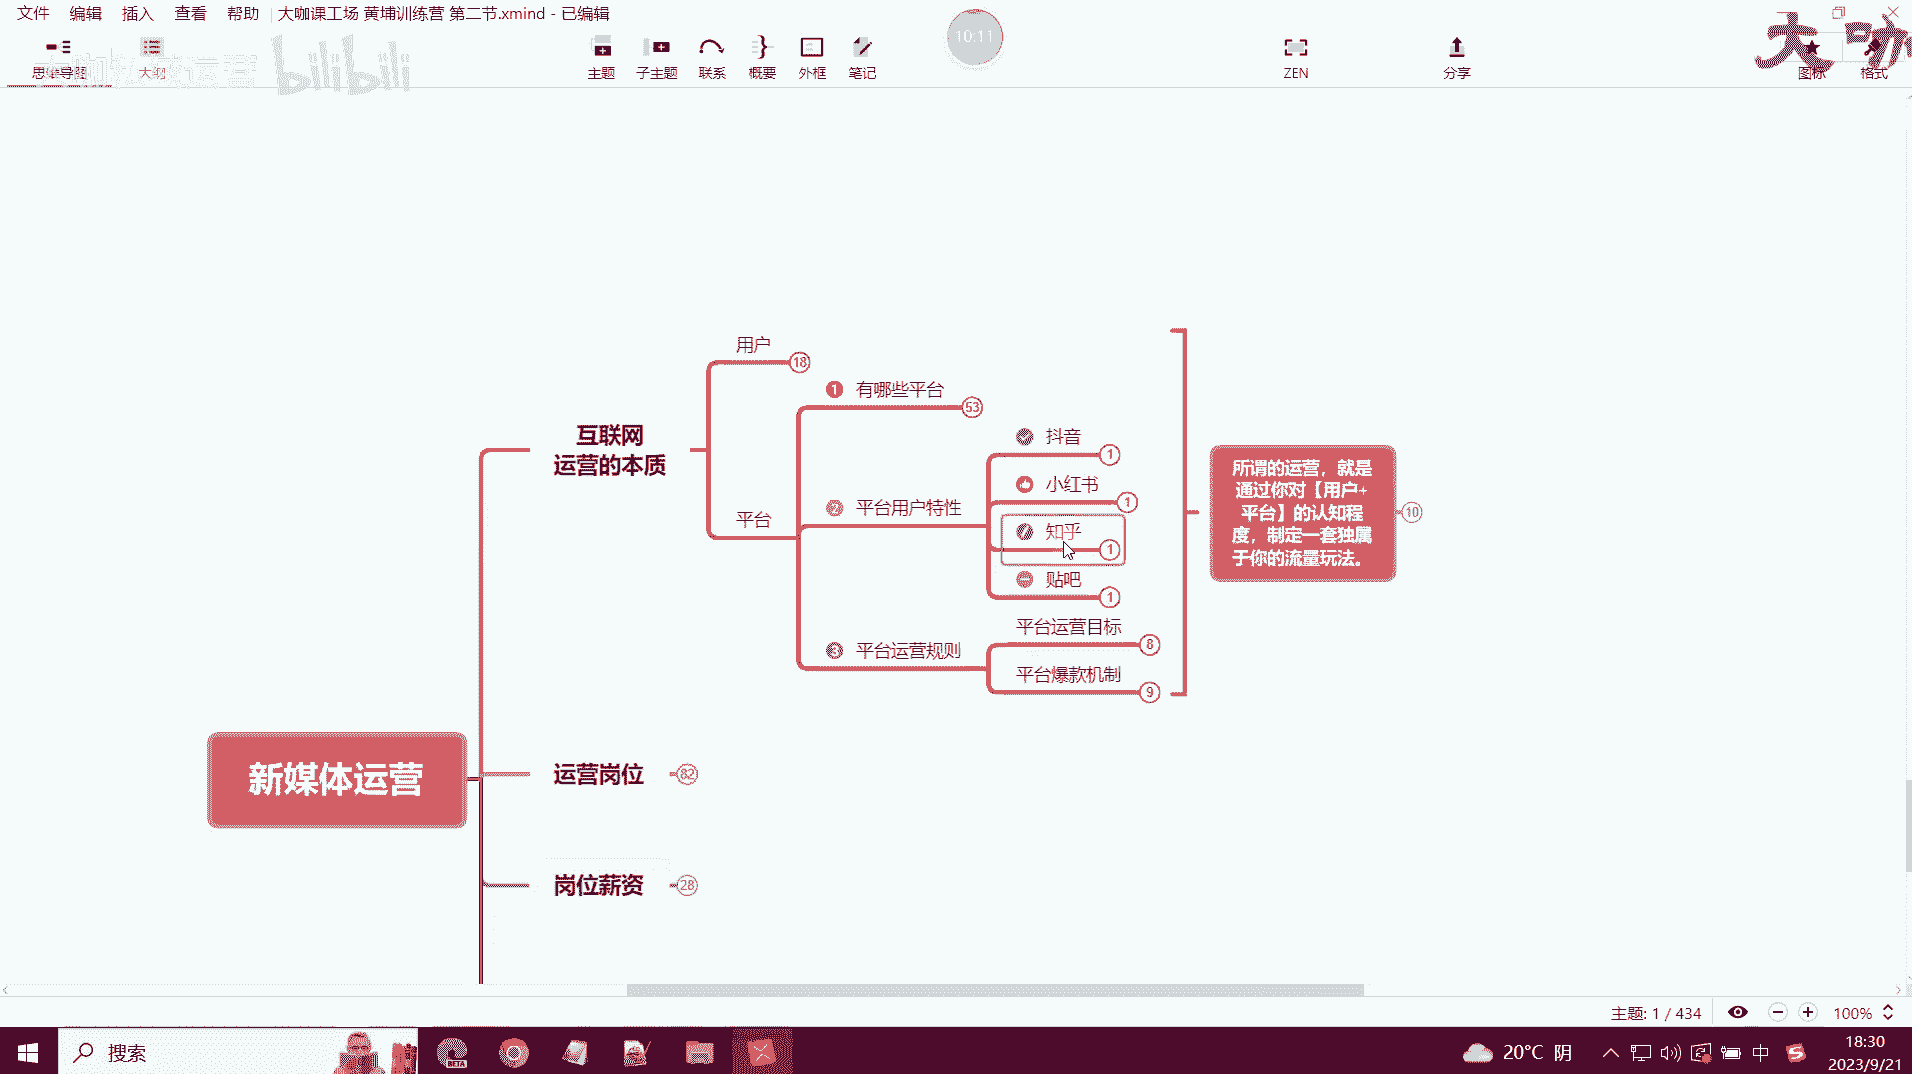 文件 编辑 插入 查看 帮助 大咖课工场 黄埔训练营 第二节.xmind - 已编辑
大咖
bilibili
思维导图 大纲
主题 子主题 联系 概要 外框 笔记
10:11
ZEN 分享 图标 格式
用户 18
1 有哪些平台 53
抖音 1
互联网
运营的本质
小红书 1
2 平台用户特性
平台
知乎 1
贴吧 1
平台运营目标 8
3 平台运营规则
平台爆款机制 9
所谓的运营，就是
通过你对【用户+
平台】的认知程
度，制定一套独属
于你的流量玩法。
10
新媒体运营
运营岗位 82
岗位薪资 28
主题: 1 / 434 100%
搜索
BETA
20°C 阴 中 S
18:30
2023/9/21